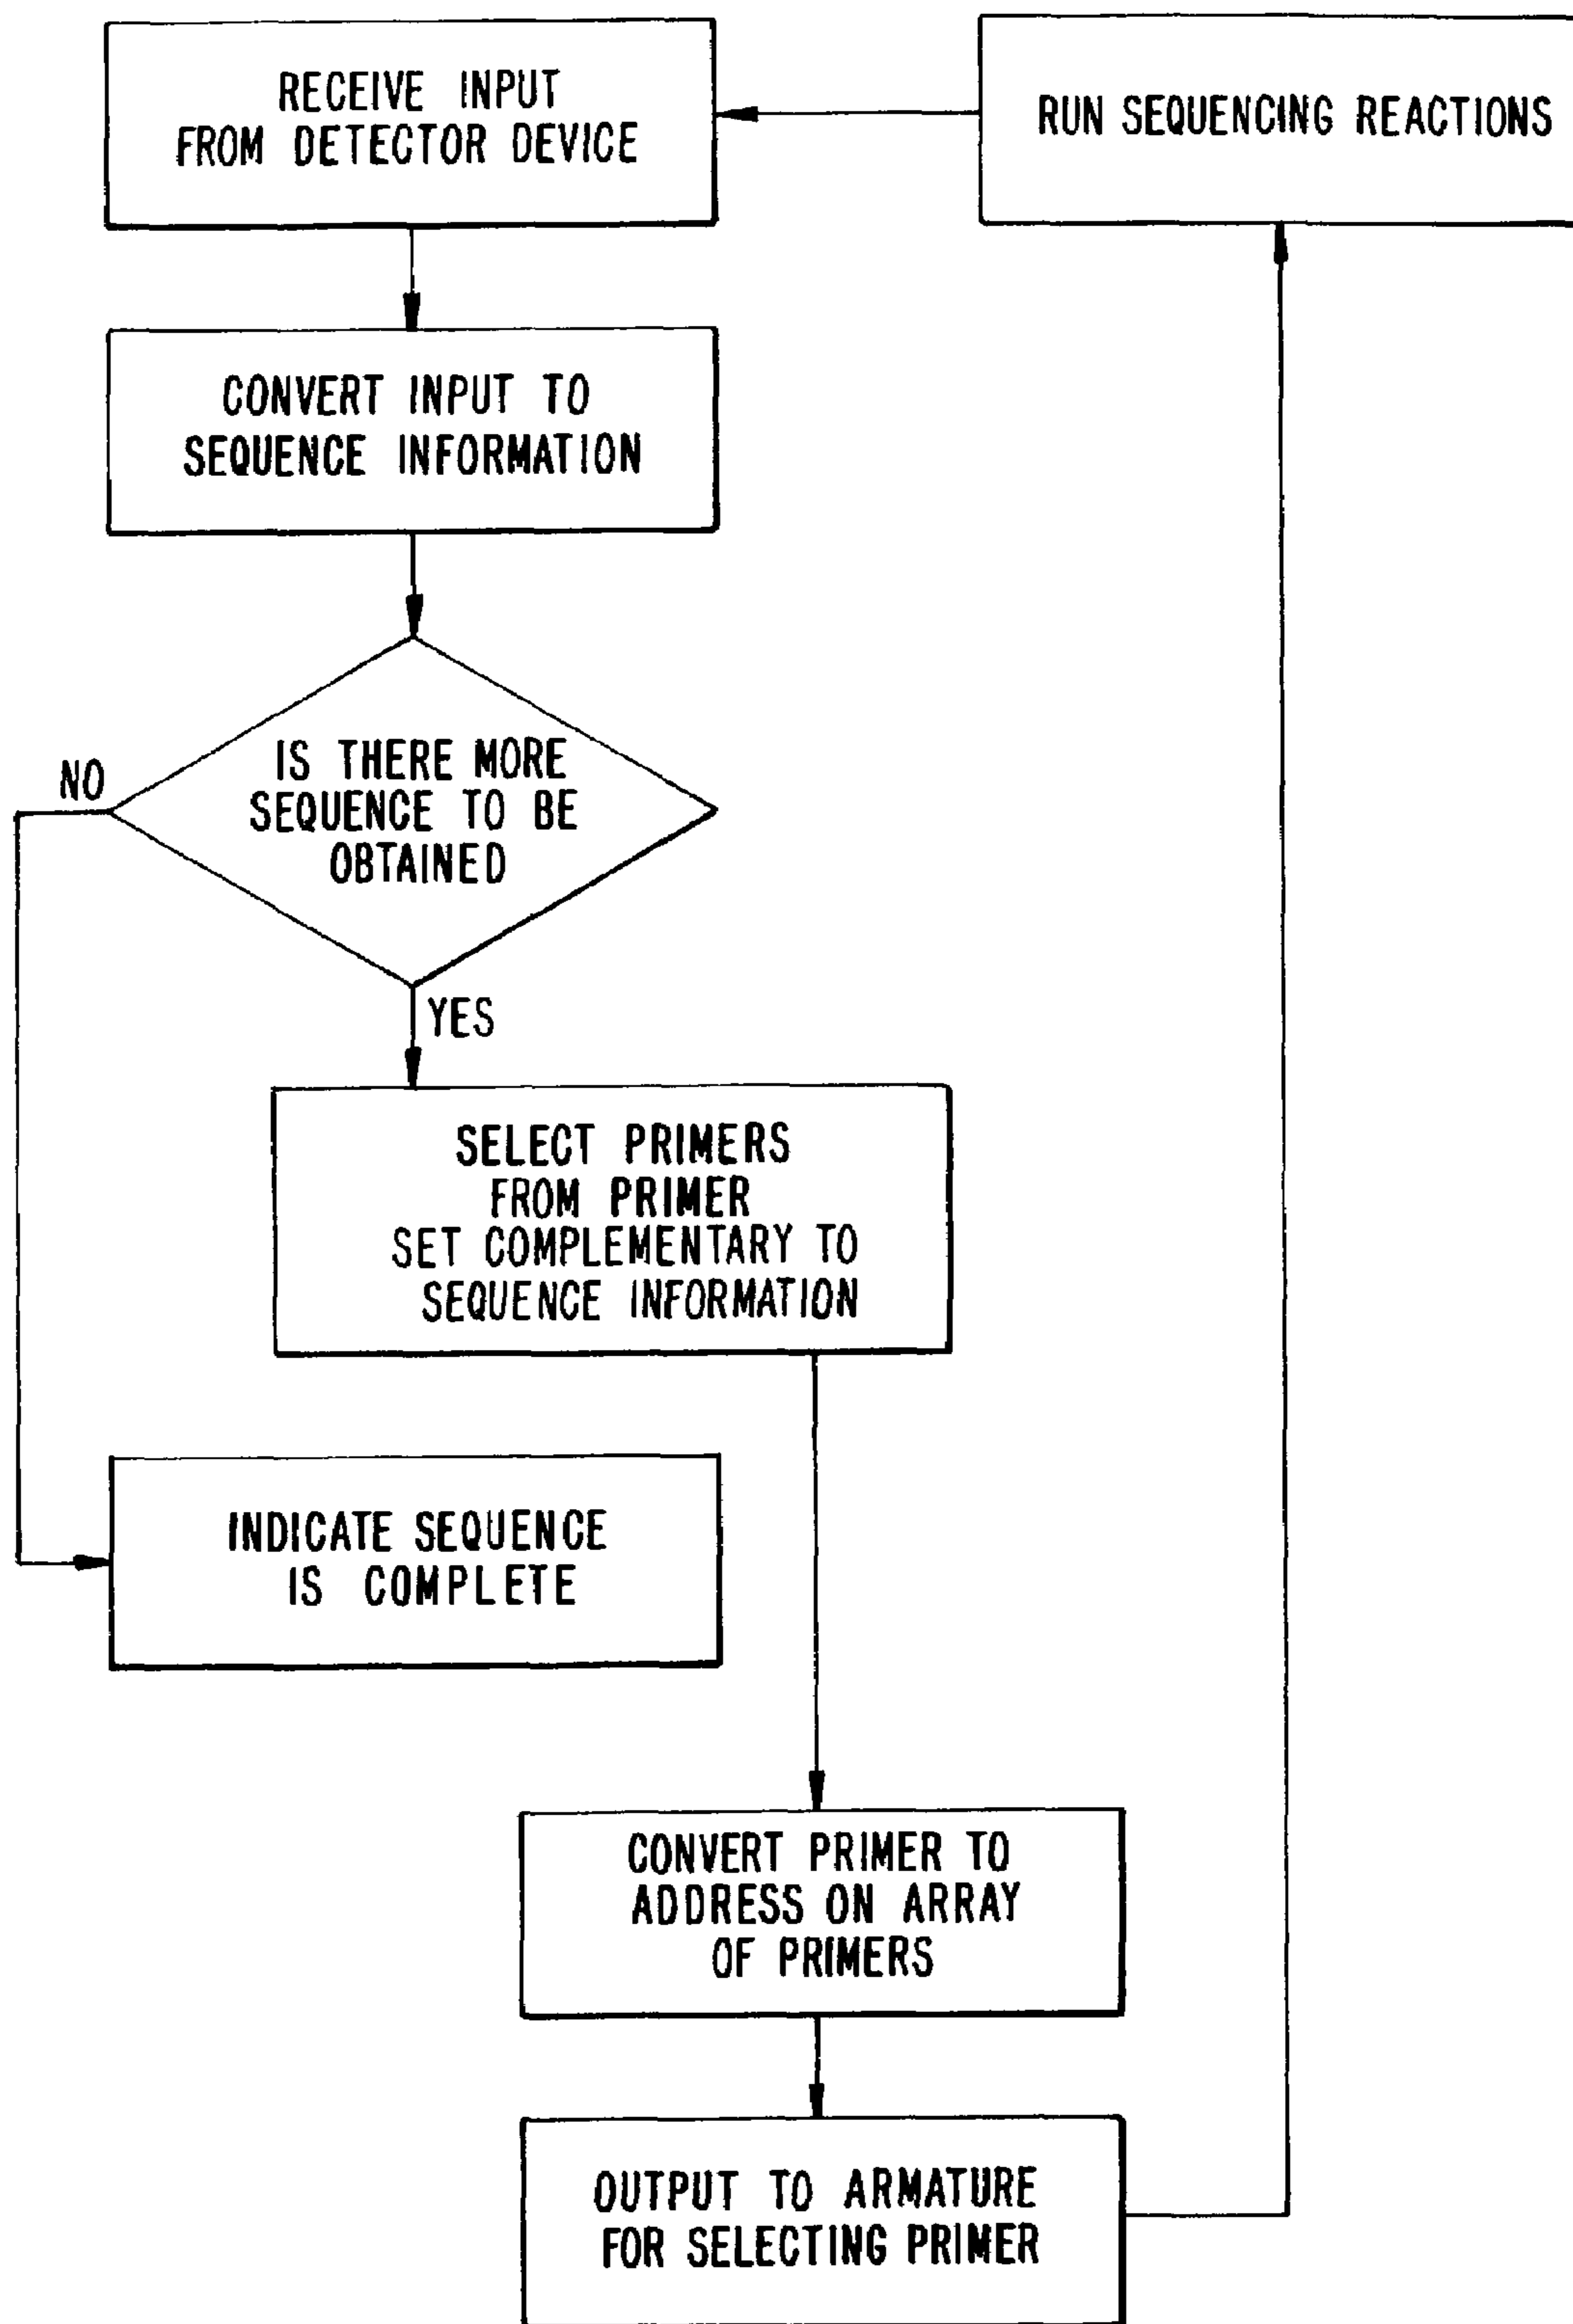 RECEIVE INPUT
FROM DETECTOR DEVICE
RUN SEQUENCING REACTIONS
CONVERT INPUT TO
SEQUENCE INFORMATION
IS THERE MORE
SEQUENCE TO BE
OBTAINED
NO
YES
SELECT PRIMERS
FROM PRIMER
SET COMPLEMENTARY TO
SEQUENCE INFORMATION
INDICATE SEQUENCE
IS COMPLETE
CONVERT PRIMER TO
ADDRESS ON ARRAY
OF PRIMERS
OUTPUT TO ARMATURE
FOR SELECTING PRIMER